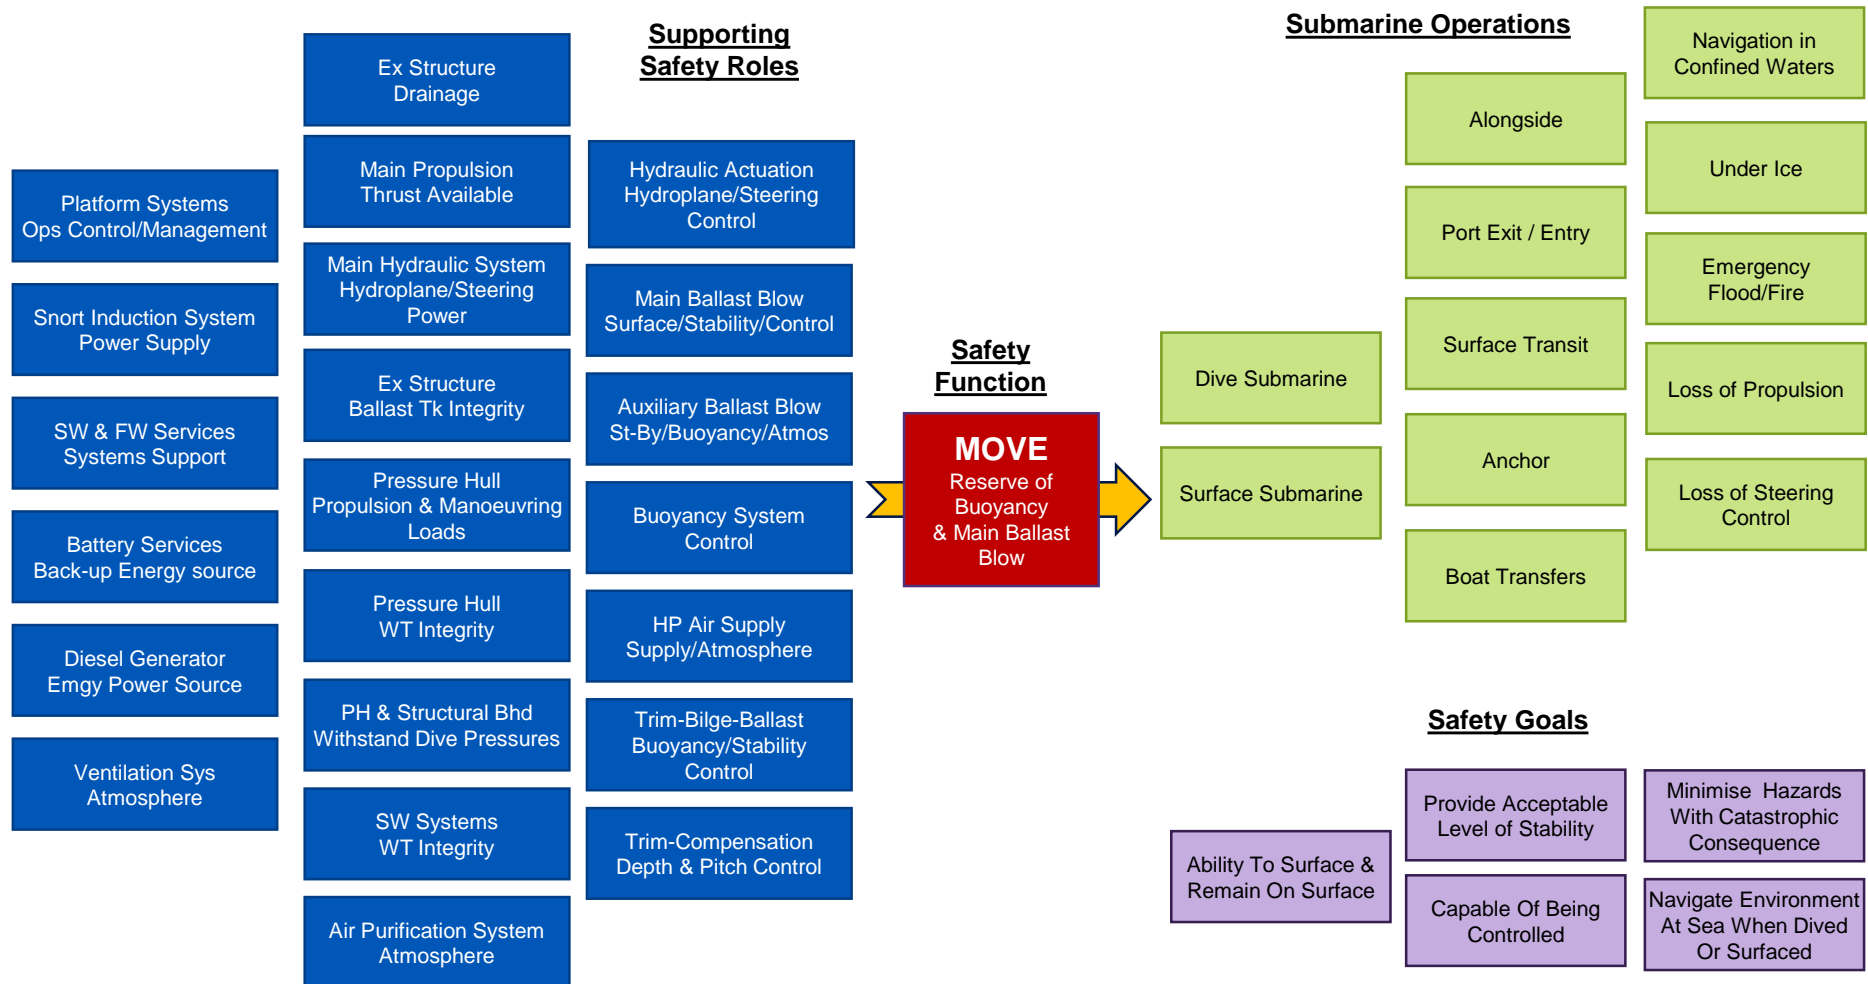 Supporting
Safety Roles
Platform Systems
Ops Control/Management
Snort Induction System
Power Supply
SW & FW Services
Systems Support
Battery Services
Back-up Energy source
Diesel Generator
Emgy Power Source
Ventilation Sys
Atmosphere
Ex Structure
Drainage
Main Propulsion
Thrust Available
Main Hydraulic System
Hydroplane/Steering
Power
Ex Structure
Ballast Tk Integrity
Pressure Hull
Propulsion & Manoeuvring
Loads
Pressure Hull
WT Integrity
PH & Structural Bhd
Withstand Dive Pressures
SW Systems
WT Integrity
Air Purification System
Atmosphere
Hydraulic Actuation
Hydroplane/Steering
Control
Main Ballast Blow
Surface/Stability/Control
Auxiliary Ballast Blow
St-By/Buoyancy/Atmos
Buoyancy System
Control
HP Air Supply
Supply/Atmosphere
Trim-Bilge-Ballast
Buoyancy/Stability
Control
Trim-Compensation
Depth & Pitch Control
Safety
Function
MOVE
Reserve of
Buoyancy
& Main Ballast
Blow
Submarine Operations
Dive Submarine
Surface Submarine
Alongside
Port Exit / Entry
Surface Transit
Anchor
Boat Transfers
Navigation in
Confined Waters
Under Ice
Emergency
Flood/Fire
Loss of Propulsion
Loss of Steering
Control
Safety Goals
Ability To Surface &
Remain On Surface
Provide Acceptable
Level of Stability
Capable Of Being
Controlled
Minimise  Hazards
With Catastrophic
Consequence
Navigate Environment
At Sea When Dived
Or Surfaced